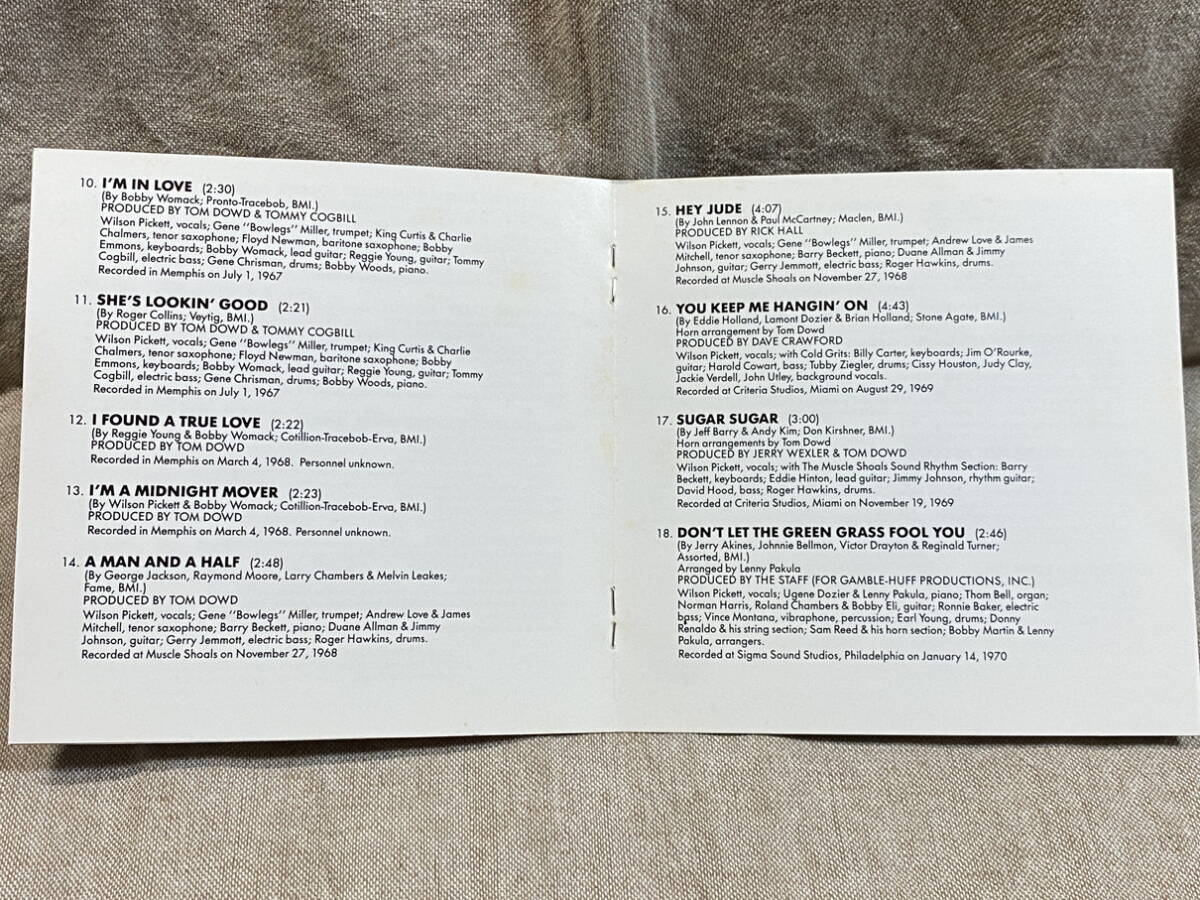 10. I'M IN LOVE (2:30)
(By Bobby Womack; Pronto-Tracebob, BMI.)
PRODUCED BY TOM DOWD & TOMMY COGBILL
Wilson Pickett, vocals; Gene "Bowlegs" Miller, trumpet; King Curtis & Charlie
Chalmers, tenor saxophone; Floyd Newman, baritone saxophone; Bobby
Emmons, keyboards; Bobby Womack, lead guitar; Reggie Young, guitar; Tommy
Cogbill, electric bass; Gene Chrisman, drums; Bobby Woods, piano.
Recorded in Memphis on July 1, 1967
11. SHE'S LOOKIN' GOOD (2:21)
(By Roger Collins; Veytig, BMI.)
PRODUCED BY TOM DOWD & TOMMY COGBILL
Wilson Pickett, vocals; Gene "Bowlegs" Miller, trumpet; King Curtis & Charlie
Chalmers, tenor saxophone; Floyd Newman, baritone saxophone; Bobby
Emmons, keyboards; Bobby Womack, lead guitar; Reggie Young, guitar; Tommy
Cogbill, electric bass; Gene Chrisman, drums; Bobby Woods, piano.
Recorded in Memphis on July 1, 1967
12. I FOUND A TRUE LOVE (2:22)
(By Reggie Young & Bobby Womack; Cotillion-Tracebob-Erva, BMI.)
PRODUCED BY TOM DOWD
Recorded in Memphis on March 4, 1968. Personnel unknown.
13. I'M A MIDNIGHT MOVER (2:23)
(By Wilson Pickett & Bobby Womack; Cotillion-Tracebob-Erva, BMI.)
PRODUCED BY TOM DOWD
Recorded in Memphis on March 4, 1968. Personnel unknown.
14. A MAN AND A HALF (2:48)
(By George Jackson, Raymond Moore, Larry Chambers & Melvin Leakes;
Fame, BMI.)
PRODUCED BY TOM DOWD
Wilson Pickett, vocals; Gene "Bowlegs" Miller, trumpet; Andrew Love & James
Mitchell, tenor saxophone; Barry Beckett, piano; Duane Allman & Jimmy
Johnson, guitar; Gerry Jemmott, electric bass; Roger Hawkins, drums.
Recorded at Muscle Shoals on November 27, 1968
15. HEY JUDE (4:07)
(By John Lennon & Paul McCartney; Maclen, BMI.)
PRODUCED BY RICK HALL
Wilson Pickett, vocals; Gene "Bowlegs" Miller, trumpet; Andrew Love & James
Mitchell, tenor saxophone; Barry Beckett, piano; Duane Allman & Jimmy
Johnson, guitar; Gerry Jemmott, electric bass; Roger Hawkins, drums.
Recorded at Muscle Shoals on November 27, 1968
16. YOU KEEP ME HANGIN' ON (4:43)
(By Eddie Holland, Lamont Dozier & Brian Holland; Stone Agate, BMI.)
Horn arrangement by Tom Dowd
PRODUCED BY DAVE CRAWFORD
Wilson Pickett, vocals; with Cold Grits: Billy Carter, keyboards; Jim O'Rourke,
guitar; Harold Cowart, bass; Tubby Ziegler, drums; Cissy Houston, Judy Clay,
Jackie Verdell, John Utley, background vocals.
Recorded at Criteria Studios, Miami on August 29, 1969
17. SUGAR SUGAR (3:00)
(By Jeff Barry & Andy Kim; Don Kirshner, BMI.)
Horn arrangements by Tom Dowd
PRODUCED BY JERRY WEXLER & TOM DOWD
Wilson Pickett, vocals; with The Muscle Shoals Sound Rhythm Section: Barry
Beckett, keyboards; Eddie Hinton, lead guitar; Jimmy Johnson, rhythm guitar;
David Hood, bass; Roger Hawkins, drums.
Recorded at Criteria Studios, Miami on November 19, 1969
18. DON'T LET THE GREEN GRASS FOOL YOU (2:46)
(By Jerry Akines, Johnnie Bellmon, Victor Drayton & Reginald Turner;
Assorted, BMI.)
Arranged by Lenny Pakula
PRODUCED BY THE STAFF (FOR GAMBLE-HUFF PRODUCTIONS, INC.)
Wilson Pickett, vocals; Ugene Dozier & Lenny Pakula, piano; Thom Bell, organ;
Norman Harris, Roland Chambers & Bobby Eli, guitar; Ronnie Baker, electric
bass; Vince Montana, vibraphone, percussion; Earl Young, drums; Donny
Renaldo & his string section; Sam Reed & his horn section; Bobby Martin & Lenny
Pakula, arrangers.
Recorded at Sigma Sound Studios, Philadelphia on January 14, 1970